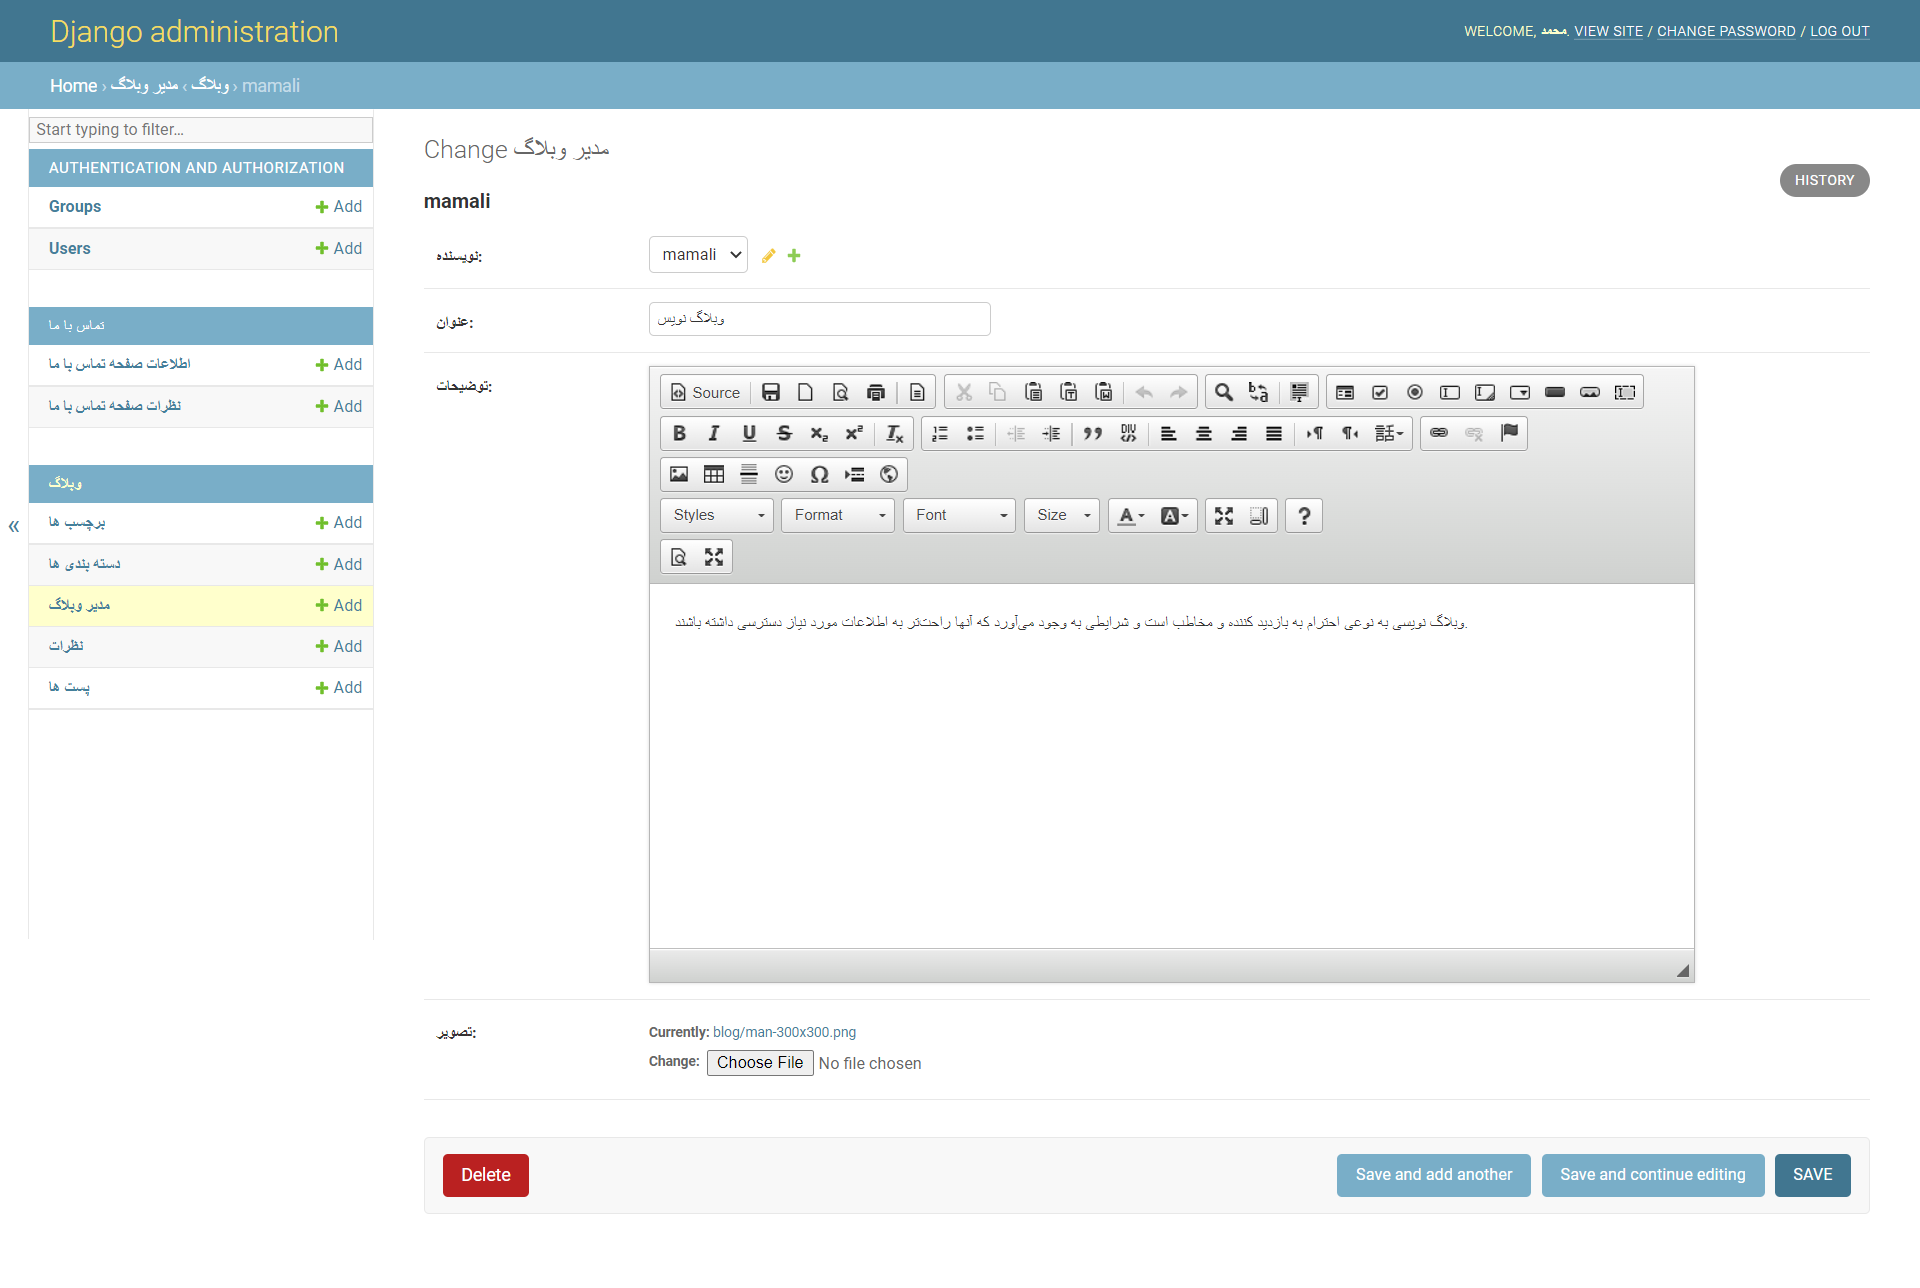 Django administration
WELCOME, محمد. VIEW SITE / CHANGE PASSWORD / LOG OUT
Home › مدیر وبلاگ › وبلاگ › mamali
Start typing to filter...
AUTHENTICATION AND AUTHORIZATION
Groups Add
Users Add
تماس با ما
اطلاعات صفحه تماس با ما Add
نظرات صفحه تماس با ما Add
وبلاگ
برچسب ها Add
دسته بندی ها Add
مدیر وبلاگ Add
نظرات Add
پست ها Add
«
Change مدیر وبلاگ
HISTORY
mamali
نویسنده:
mamali
عنوان:
وبلاگ نویس
توضیحات:
Source
Styles Format Font Size
وبلاگ نویسی به نوعی احترام به بازدید کننده و مخاطب است و شرایطی به وجود می‌آورد که آنها راحت‌تر به اطلاعات مورد نیاز دسترسی داشته باشند.
تصویر:
Currently: blog/man-300x300.png
Change: Choose File No file chosen
Delete
Save and add another Save and continue editing SAVE